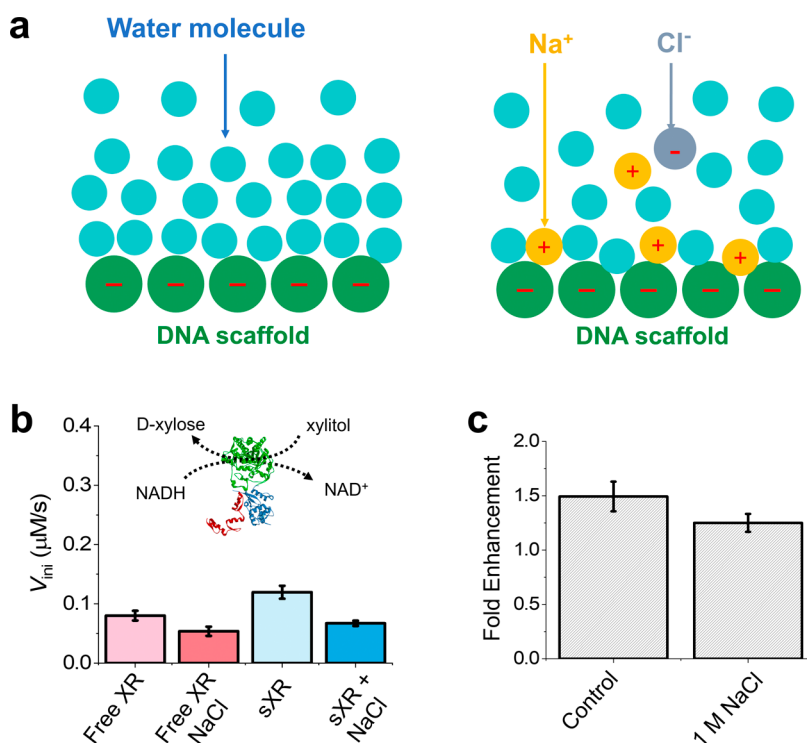 a
Water molecule
Na⁺
Cl⁻
− − − − −
DNA scaffold
−
+
+ + +
− − − − −
DNA scaffold
b
D-xylose
xylitol
NADH
NAD⁺
V_ini (μM/s)
0.4
0.3
0.2
0.1
0.0
Free XR
Free XR
NaCl
sXR
sXR +
NaCl
c
Fold Enhancement
2.0
1.5
1.0
0.5
0.0
Control
1 M NaCl